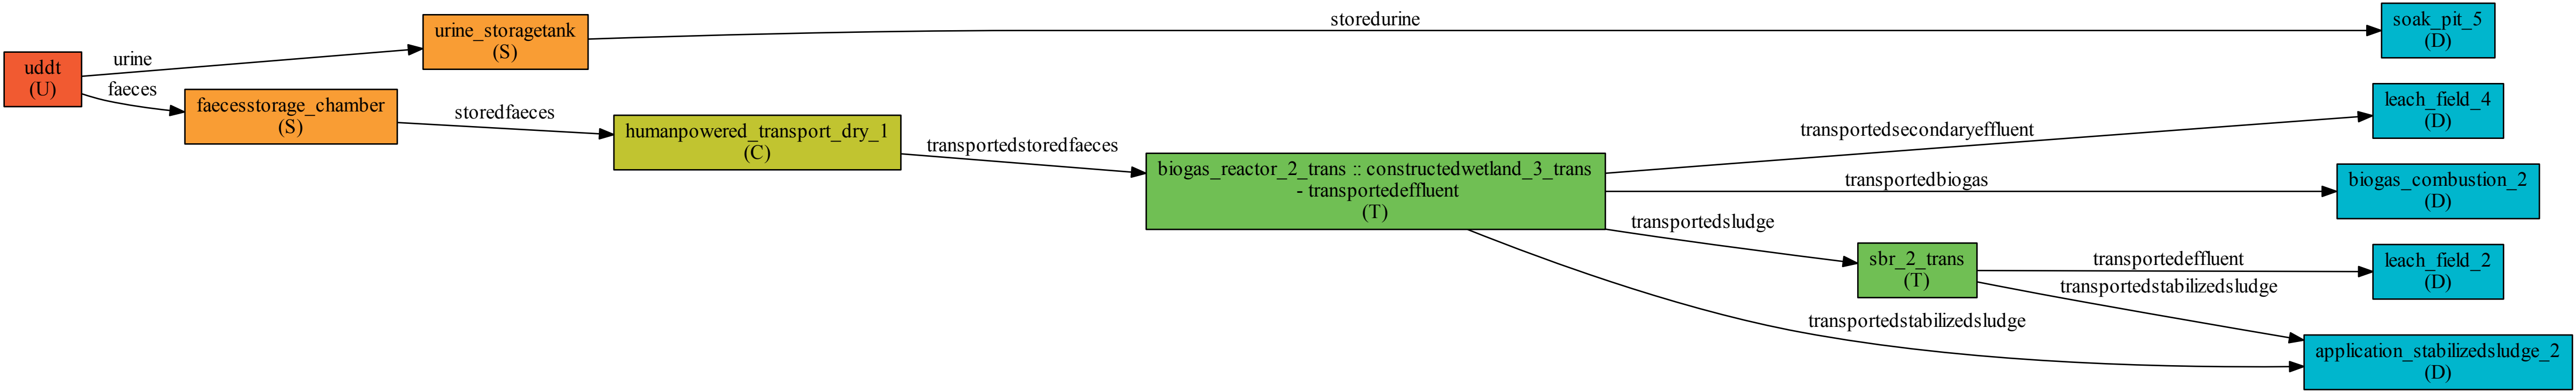 uddt
(U)
urine
faeces
urine_storagetank
(S)
faecesstorage_chamber
(S)
storedurine
storedfaeces
humanpowered_transport_dry_1
(C)
transportedstoredfaeces
biogas_reactor_2_trans :: constructedwetland_3_trans
- transportedeffluent
(T)
transportedsecondaryeffluent
transportedbiogas
transportedsludge
transportedstabilizedsludge
sbr_2_trans
(T)
transportedeffluent
transportedstabilizedsludge
soak_pit_5
(D)
leach_field_4
(D)
biogas_combustion_2
(D)
leach_field_2
(D)
application_stabilizedsludge_2
(D)